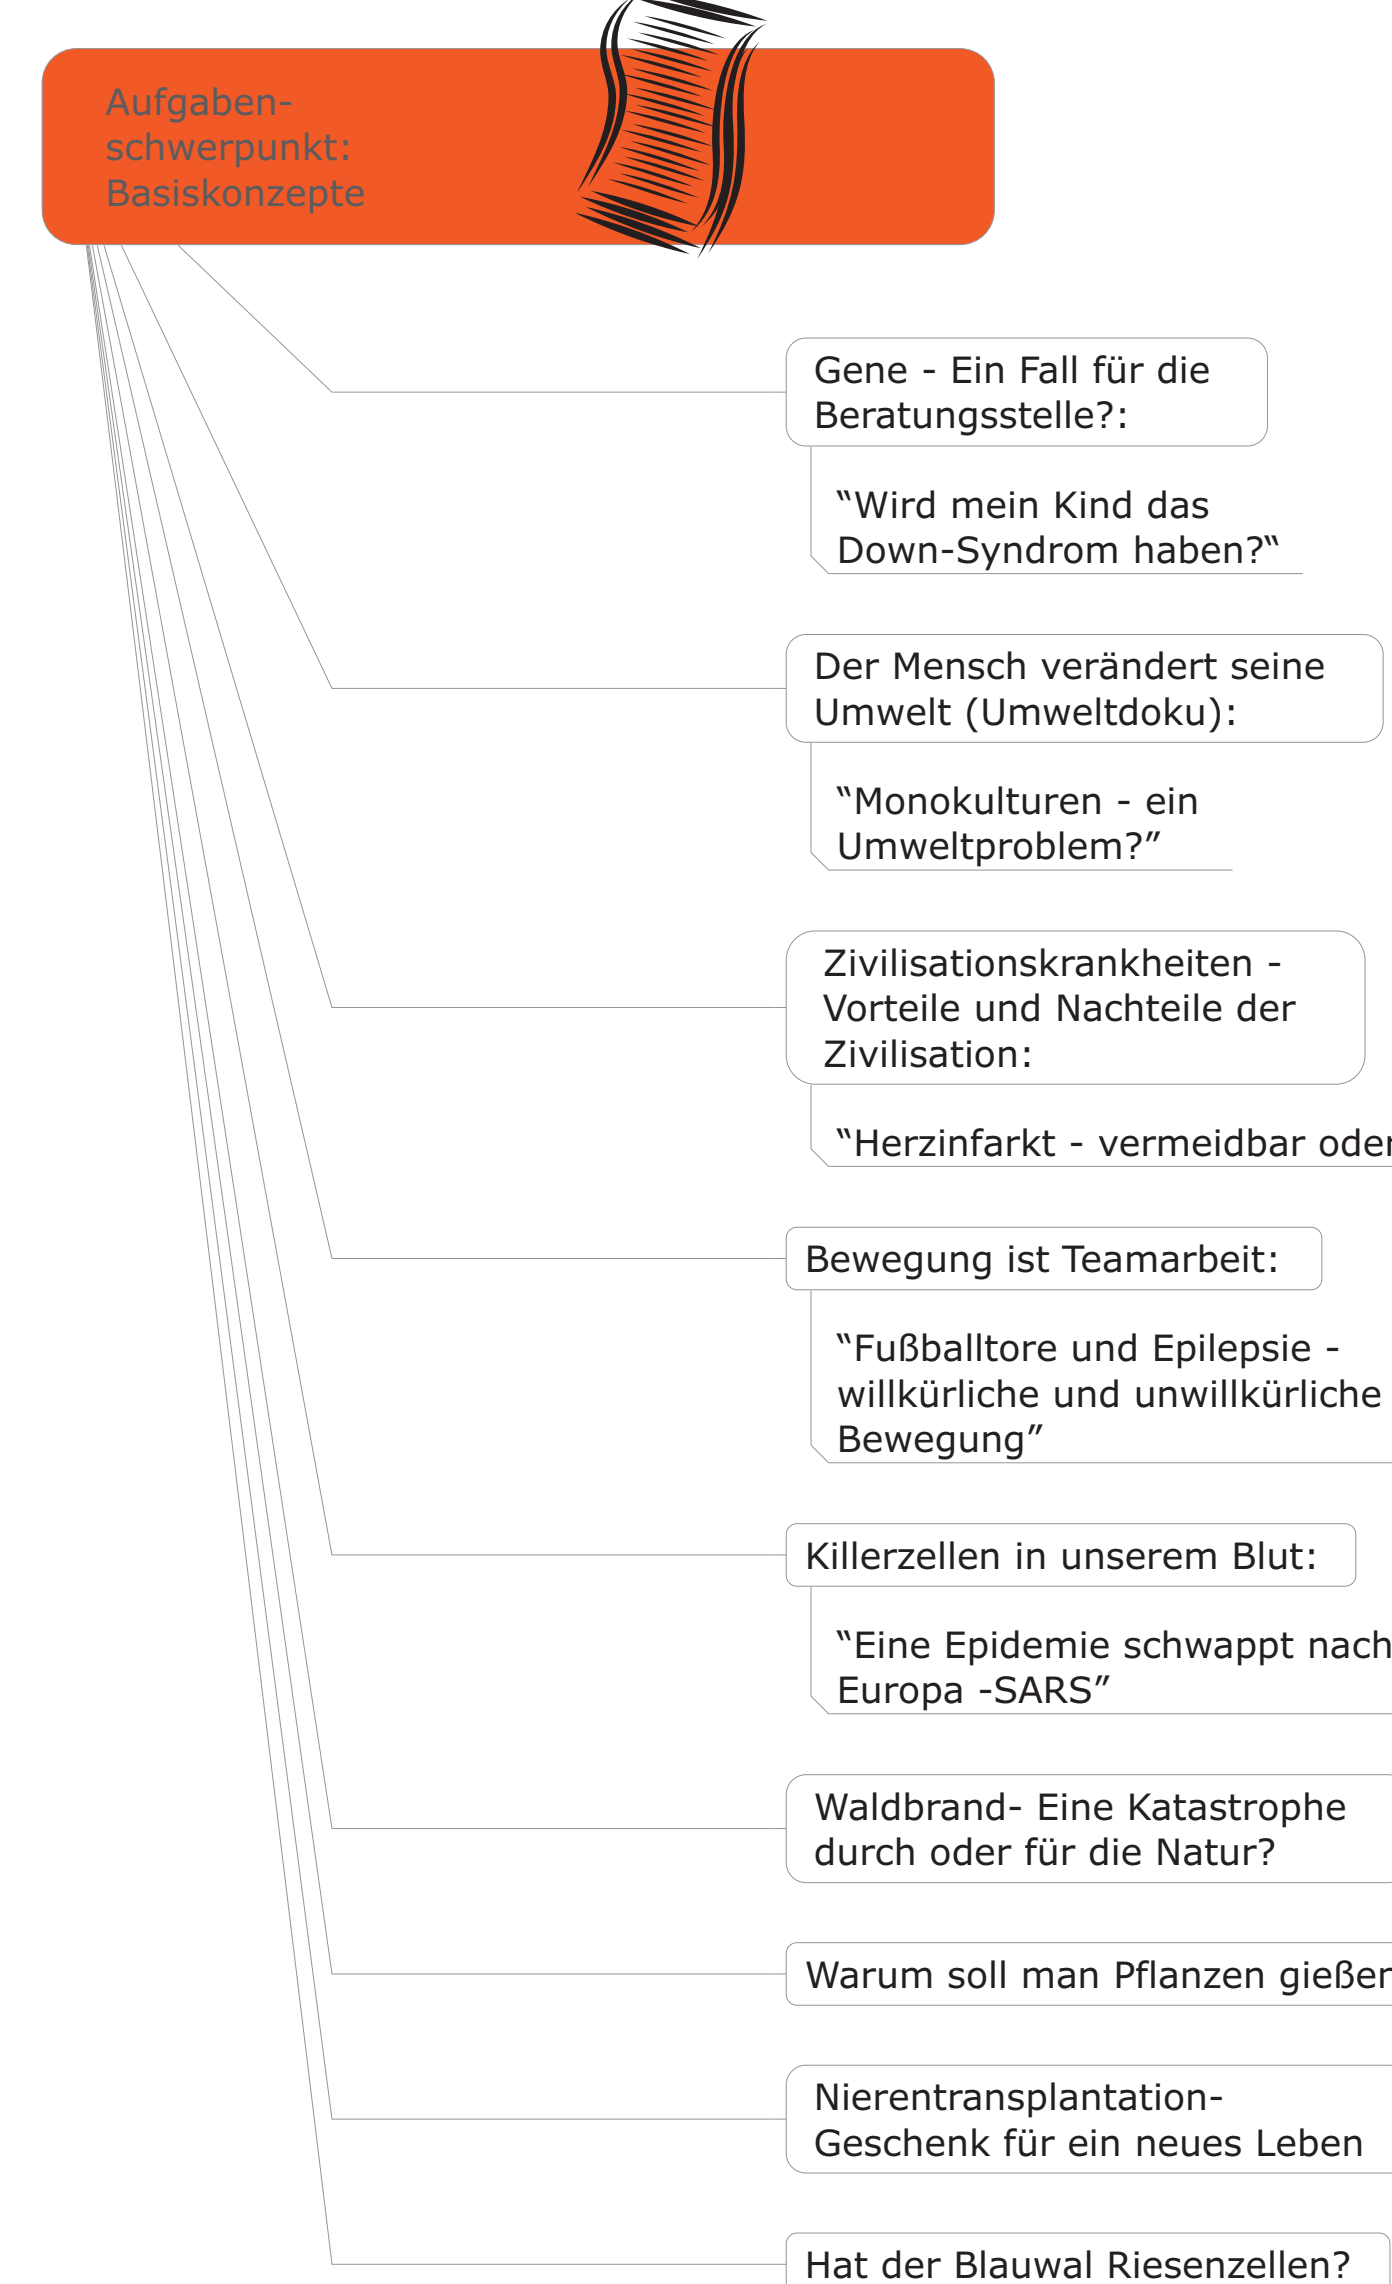 Aufgaben-
schwerpunkt:
Basiskonzepte
Gene - Ein Fall für die
Beratungsstelle?:
“Wird mein Kind das
Down-Syndrom haben?“
Der Mensch verändert seine
Umwelt (Umweltdoku):
“Monokulturen - ein
Umweltproblem?”
Zivilisationskrankheiten -
Vorteile und Nachteile der
Zivilisation:
“Herzinfarkt - vermeidbar oder
Bewegung ist Teamarbeit:
“Fußballtore und Epilepsie -
willkürliche und unwillkürliche
Bewegung”
Killerzellen in unserem Blut:
“Eine Epidemie schwappt nach
Europa -SARS”
Waldbrand- Eine Katastrophe
durch oder für die Natur?
Warum soll man Pflanzen gießen
Nierentransplantation-
Geschenk für ein neues Leben
Hat der Blauwal Riesenzellen?